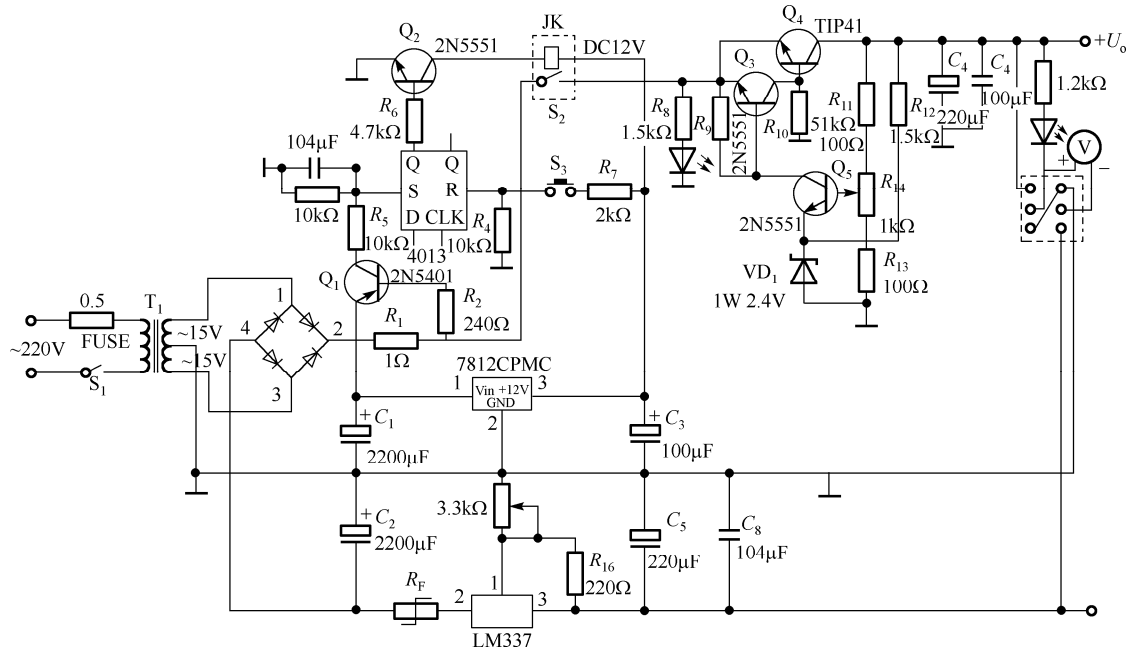 Q4
TIP41
JK
Q2
2N5551
DC12V
+Uo
Q3
C4
C4
R6
4.7kΩ
S2
R8
1.5kΩ
R9
2N5551
R10
R11
51kΩ
100Ω
R12
1.5kΩ
220μF
100μF
1.2kΩ
104μF
Q
Q
S
R
D CLK
4013
S3
R7
2kΩ
Q5
V
+
−
10kΩ
R5
10kΩ
R4
10kΩ
2N5551
R14
1kΩ
Q1
2N5401
VD1
1W 2.4V
R13
100Ω
R2
240Ω
0.5
FUSE
T1
~15V
~15V
1
4
2
3
R1
1Ω
~220V
S1
7812CPMC
1
Vin +12V
GND
3
2
+ C1
2200μF
+ C3
100μF
3.3kΩ
+ C2
2200μF
C5
220μF
C8
104μF
R16
220Ω
RF
1
2
3
LM337